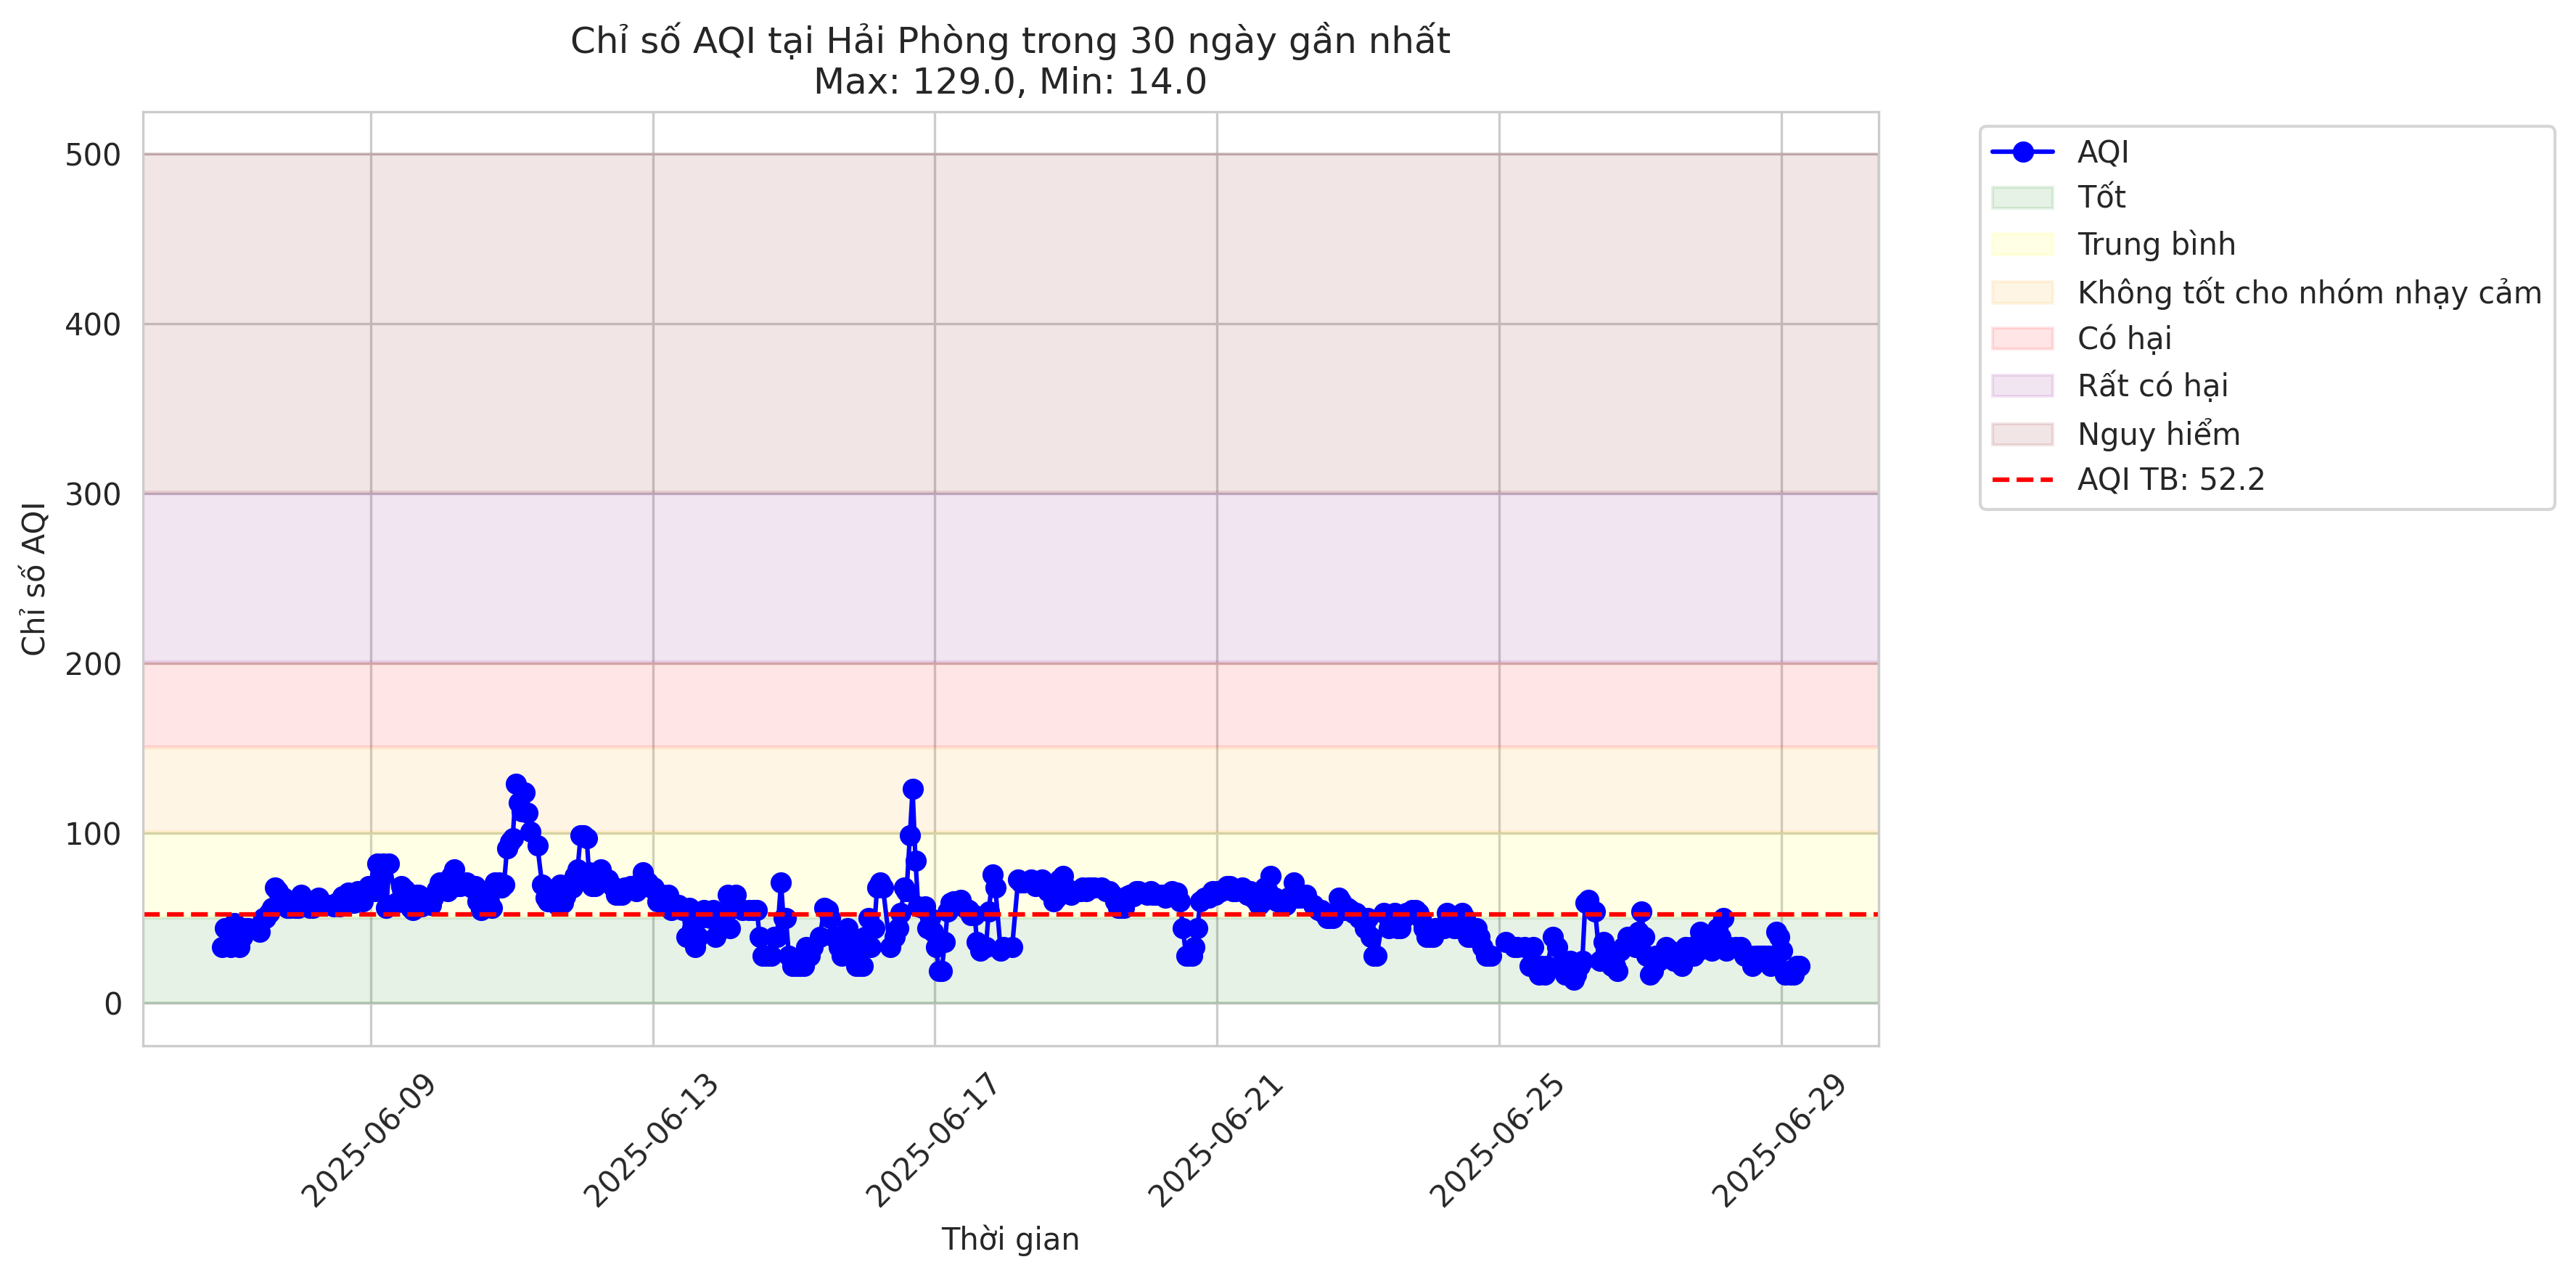 Chỉ số AQI tại Hải Phòng trong 30 ngày gần nhất
Max: 129.0, Min: 14.0
Chỉ số AQI
500
400
300
200
100
0
2025-06-09
2025-06-13
2025-06-17
2025-06-21
2025-06-25
2025-06-29
Thời gian
AQI
Tốt
Trung bình
Không tốt cho nhóm nhạy cảm
Có hại
Rất có hại
Nguy hiểm
AQI TB: 52.2